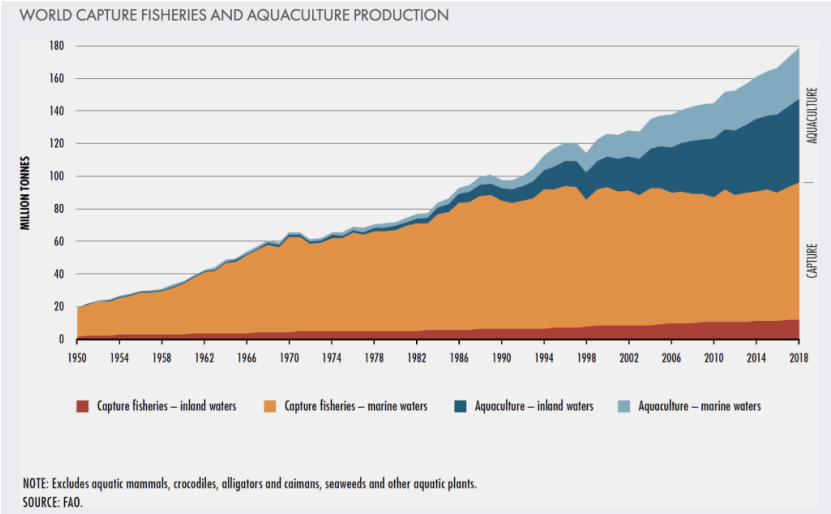 WORLD CAPTURE FISHERIES AND AQUACULTURE PRODUCTION
180
160
140
120
100
80
60
40
20
0
MILLION TONNES
AQUACULTURE
CAPTURE
1950 1954 1958 1962 1966 1970 1974 1978 1982 1986 1990 1994 1998 2002 2006 2010 2014 2018
Capture fisheries – inland waters Capture fisheries – marine waters Aquaculture – inland waters Aquaculture – marine waters
NOTE: Excludes aquatic mammals, crocodiles, alligators and caimans, seaweeds and other aquatic plants.
SOURCE: FAO.